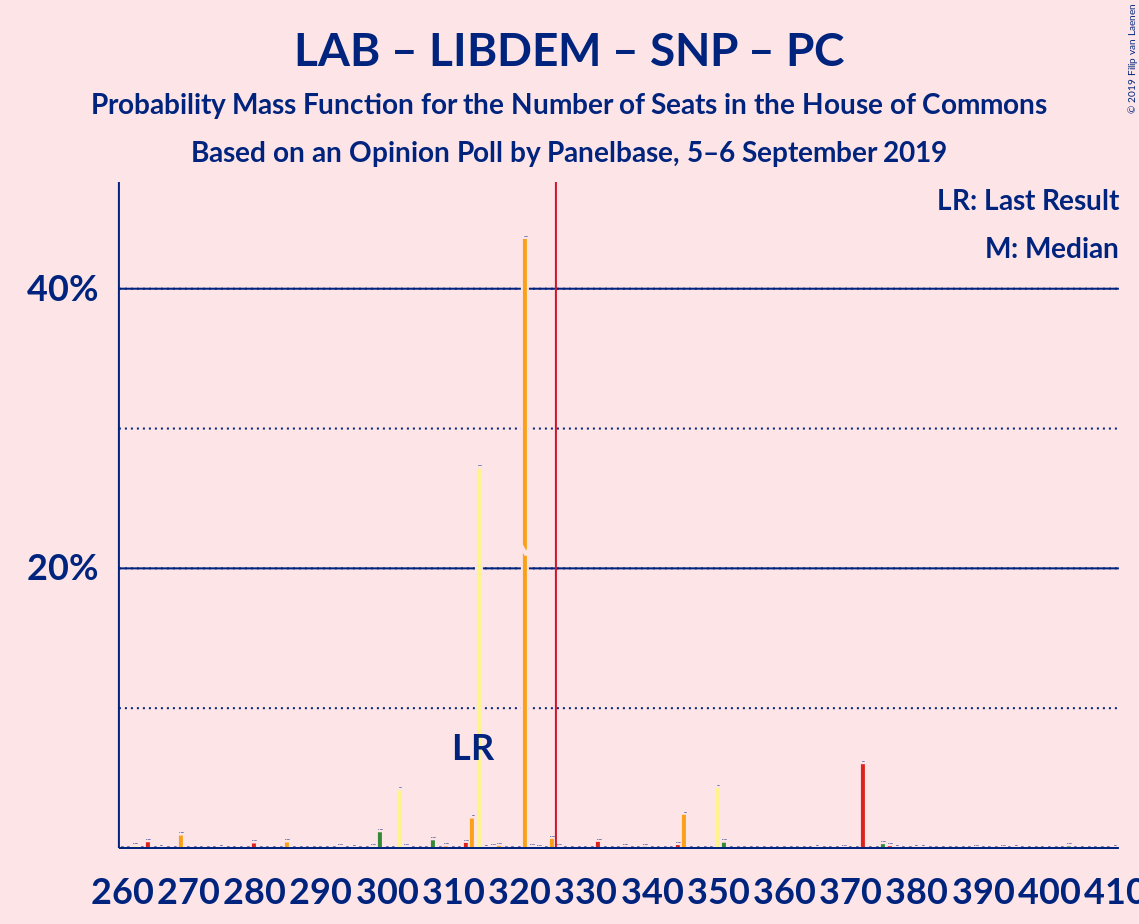 LAB – LIBDEM – SNP – PC
Probability Mass Function for the Number of Seats in the House of Commons
Based on an Opinion Poll by Panelbase, 5–6 September 2019
© 2019 Filip van Laenen
LR: Last Result
M: Median
40%
20%
LR
260 270 280 290 300 310 320 330 340 350 360 370 380 390 400 410